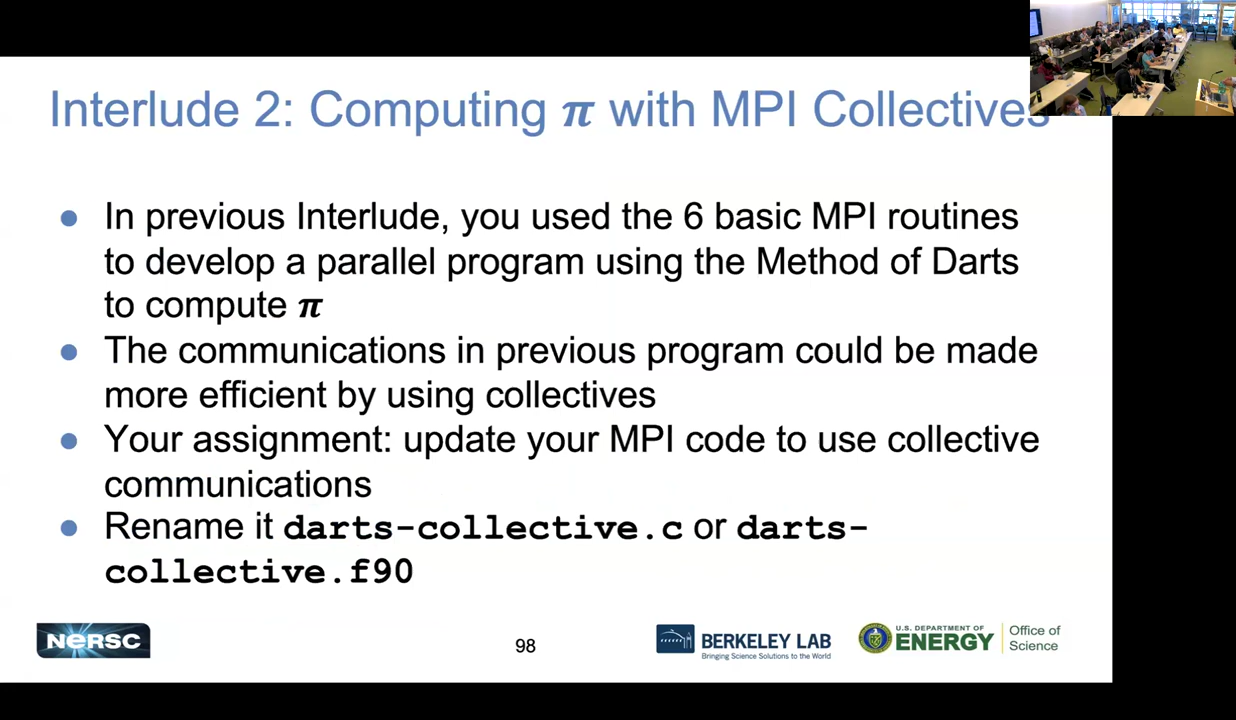 Interlude 2: Computing π with MPI Collectives
● In previous Interlude, you used the 6 basic MPI routines
to develop a parallel program using the Method of Darts
to compute π
● The communications in previous program could be made
more efficient by using collectives
● Your assignment: update your MPI code to use collective
communications
● Rename it darts-collective.c or darts-
collective.f90
NERSC
98
BERKELEY LAB
Bringing Science Solutions to the World
U.S. DEPARTMENT OF
ENERGY
Office of
Science